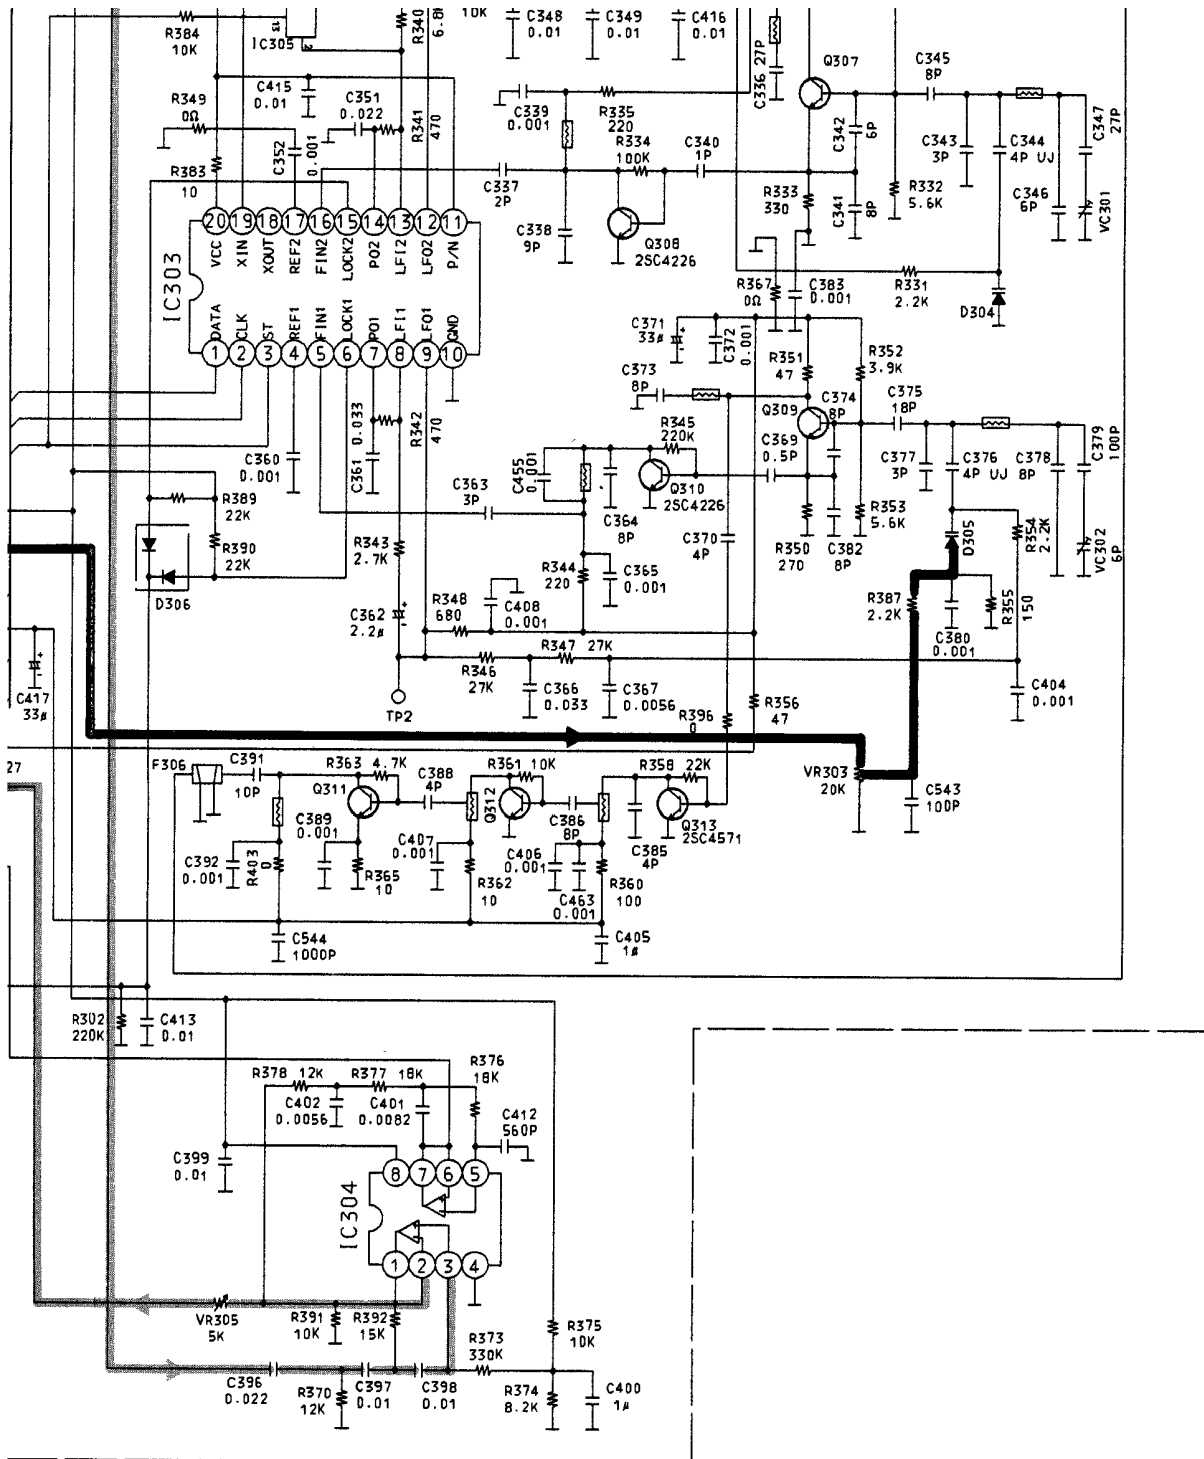 R384
10K
13
IC305
2
R340
6.8
10K
C348
0.01
C349
0.01
C416
0.01
C336 27P
Q307
C345
8P
R349
0Ω
C415
0.01
C351
0.022
R341
470
C339
0.001
R335
220
R334
100K
C340
1P
C342
6P
C343
3P
C344
4P UJ
C347
27P
R383
10
C352
0.001
C337
2P
R333
330
C341
8P
R332
5.6K
C346
6P
VC301
20 19 18 17 16 15 14 13 12 11
VCC XIN XOUT REF2 FIN2 LOCK2 PO2 LFI2 LFO2 P/N
IC303
DATA CLK ST REF1 FIN1 LOCK1 PO1 LFI1 LFO1 GND
1 2 3 4 5 6 7 8 9 10
C338
9P
Q308
2SC4226
R367
0Ω
C383
0.001
R331
2.2K
D304
C371
33µ
C372
0.001
R351
47
R352
3.9K
C373
8P
C374
8P
C375
18P
Q309
R345
220K
C369
0.5P
C377
3P
C376
4P UJ
C378
8P
C379
100P
C360
0.001
C361 0.033
R342
470
C363
3P
C455
0.001
Q310
2SC4226
C364
8P
C370
4P
R353
5.6K
R350
270
C382
8P
D305
R354
2.2K
VC302
6P
R389
22K
R390
22K
D306
R343
2.7K
R344
220
C365
0.001
C362
2.2µ
R348
680
C408
0.001
R387
2.2K
C380
0.001
R355
150
C417
33µ
R346
27K
R347 27K
C366
0.033
C367
0.0056
TP2
R396
0
R356
47
C404
0.001
27
F306
C391
10P
R363 4.7K
Q311
C388
4P
R361 10K
Q312
R358 22K
VR303
20K
C543
100P
C389
0.001
C407
0.001
C386
8P
Q313
2SC4571
C385
4P
C392
0.001
R403
0
R365
10
R362
10
C406
0.001
C463
0.001
R360
100
C544
1000P
C405
1µ
R302
220K
C413
0.01
R378 12K
R377 18K
R376
18K
C402
0.0056
C401
0.0082
C412
560P
C399
0.01
8 7 6 5
IC304
1 2 3 4
VR305
5K
R391
10K
R392
15K
R373
330K
R375
10K
C396
0.022
R370
12K
C397
0.01
C398
0.01
R374
8.2K
C400
1µ